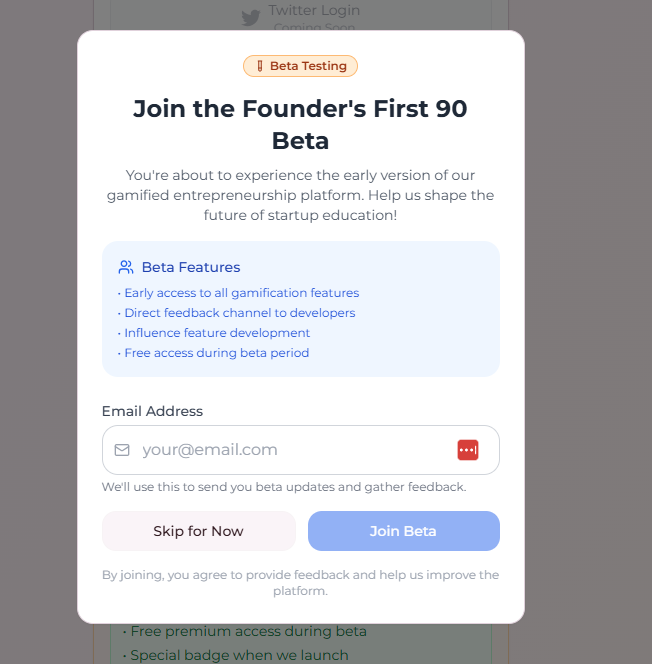 Twitter Login
Coming Soon
Beta Testing
Join the Founder's First 90
Beta
You're about to experience the early version of our
gamified entrepreneurship platform. Help us shape the
future of startup education!
Beta Features
• Early access to all gamification features
• Direct feedback channel to developers
• Influence feature development
• Free access during beta period
Email Address
your@email.com
We'll use this to send you beta updates and gather feedback.
Skip for Now
Join Beta
By joining, you agree to provide feedback and help us improve the
platform.
• Free premium access during beta
• Special badge when we launch